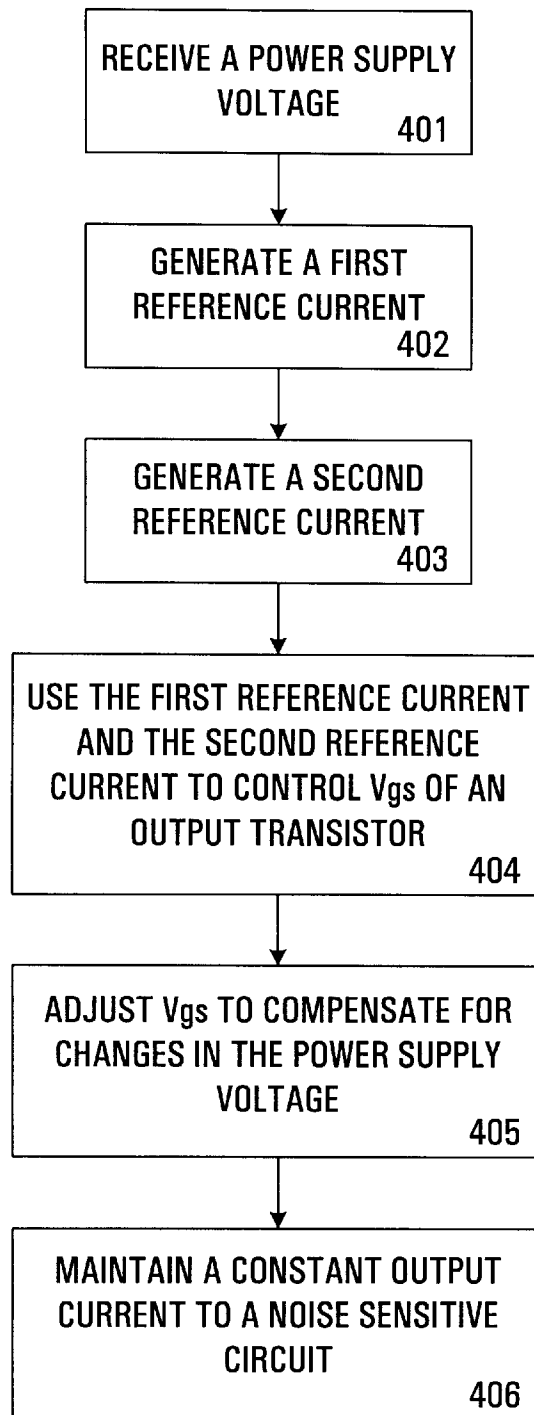 RECEIVE A POWER SUPPLY
VOLTAGE
401
GENERATE A FIRST
REFERENCE CURRENT
402
GENERATE A SECOND
REFERENCE CURRENT
403
USE THE FIRST REFERENCE CURRENT
AND THE SECOND REFERENCE
CURRENT TO CONTROL Vgs OF AN
OUTPUT TRANSISTOR
404
ADJUST Vgs TO COMPENSATE FOR
CHANGES IN THE POWER SUPPLY
VOLTAGE
405
MAINTAIN A CONSTANT OUTPUT
CURRENT TO A NOISE SENSITIVE
CIRCUIT
406